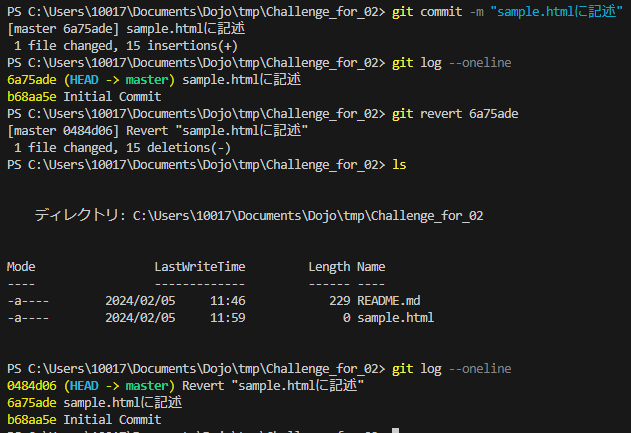 PS C:\Users\10017\Documents\Dojo\tmp\Challenge_for_02> git commit -m "sample.htmlに記述"
[master 6a75ade] sample.htmlに記述
 1 file changed, 15 insertions(+)
PS C:\Users\10017\Documents\Dojo\tmp\Challenge_for_02> git log --oneline
6a75ade (HEAD -> master) sample.htmlに記述
b68aa5e Initial Commit
PS C:\Users\10017\Documents\Dojo\tmp\Challenge_for_02> git revert 6a75ade
[master 0484d06] Revert "sample.htmlに記述"
 1 file changed, 15 deletions(-)
PS C:\Users\10017\Documents\Dojo\tmp\Challenge_for_02> ls
ディレクトリ: C:\Users\10017\Documents\Dojo\tmp\Challenge_for_02
Mode LastWriteTime Length Name
---- ------------- ------ ----
-a---- 2024/02/05 11:46 229 README.md
-a---- 2024/02/05 11:59 0 sample.html
PS C:\Users\10017\Documents\Dojo\tmp\Challenge_for_02> git log --oneline
0484d06 (HEAD -> master) Revert "sample.htmlに記述"
6a75ade sample.htmlに記述
b68aa5e Initial Commit